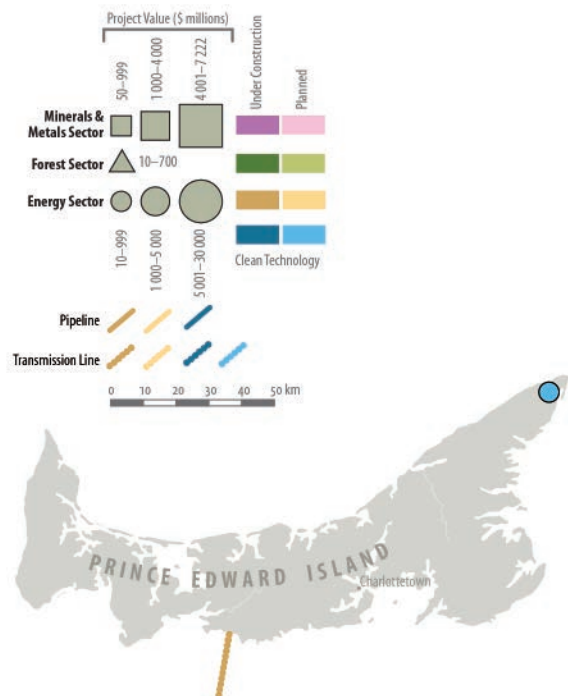 Project Value ($ millions)
50–999
1 000–4 000
4 001–7 222
Under Construction
Planned
Minerals &
Metals Sector
Forest Sector
10–700
Energy Sector
10–999
1 000–5 000
5 001–30 000
Clean Technology
Pipeline
Transmission Line
0 10 20 30 40 50 km
PRINCE EDWARD ISLAND
Charlottetown